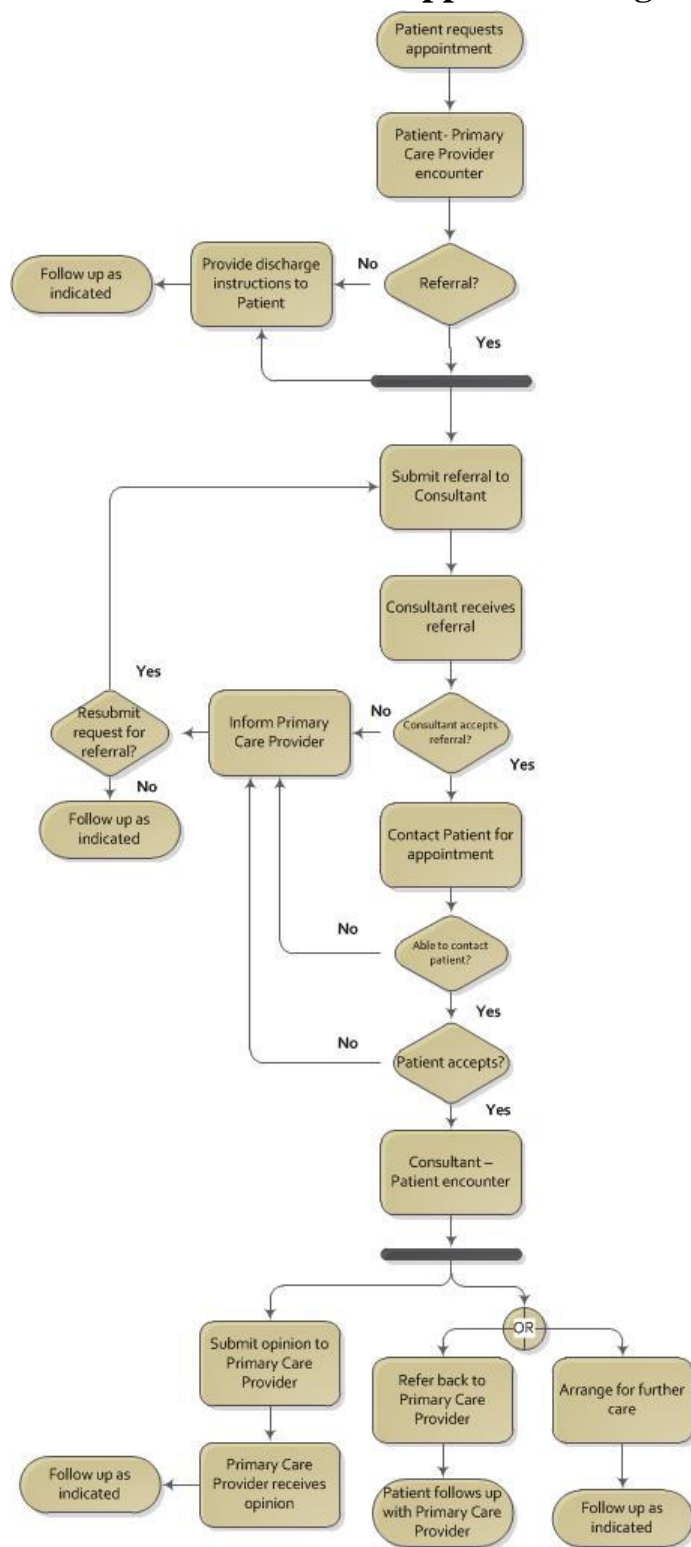 Patient requests
appointment
Patient- Primary
Care Provider
encounter
Referral?
No
Provide discharge
instructions to
Patient
Follow up as
indicated
Yes
Submit referral to
Consultant
Consultant receives
referral
Consultant accepts
referral?
No
Inform Primary
Care Provider
Resubmit
request for
referral?
Yes
No
Follow up as
indicated
Yes
Contact Patient for
appointment
Able to contact
patient?
No
Yes
Patient accepts?
No
Yes
Consultant –
Patient encounter
Submit opinion to
Primary Care
Provider
Primary Care
Provider receives
opinion
Follow up as
indicated
OR
Refer back to
Primary Care
Provider
Patient follows up
with Primary Care
Provider
Arrange for further
care
Follow up as
indicated